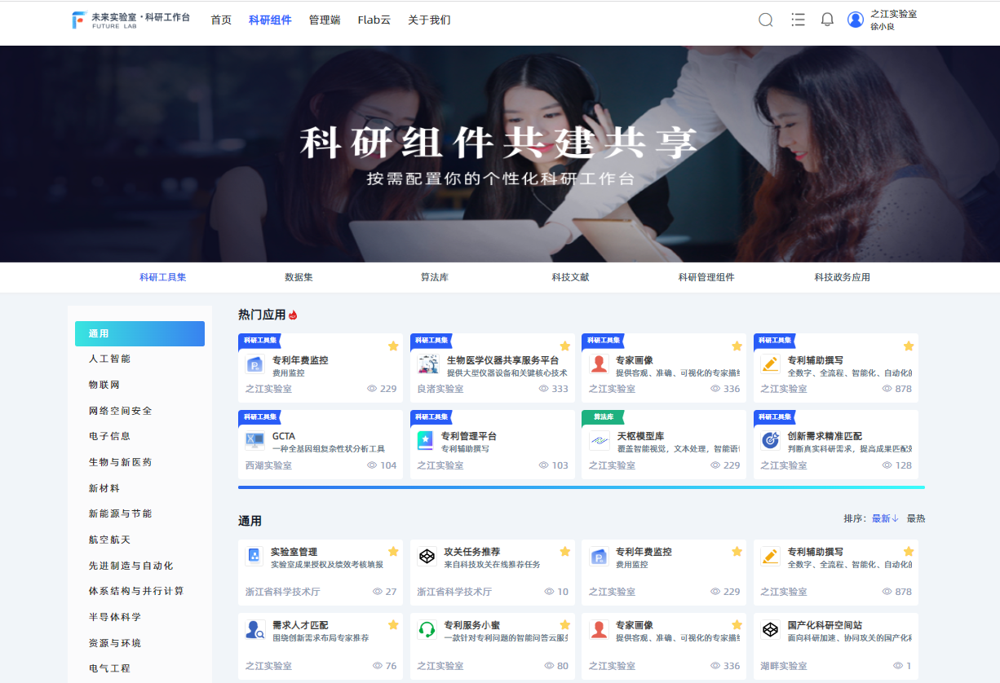 未来实验室·科研工作台
FUTURE LAB
首页 科研组件 管理端 Flab云 关于我们
之江实验室
徐小良
科研组件共建共享
按需配置你的个性化科研工作台
科研工具集 数据集 算法库 科技文献 科研管理组件 科技政务应用
通用
人工智能
物联网
网络空间安全
电子信息
生物与新医药
新材料
新能源与节能
航空航天
先进制造与自动化
体系结构与并行计算
半导体科学
资源与环境
电气工程
热门应用
科研工具集
专利年费监控
费用监控
之江实验室 229
科研工具集
生物医学仪器共享服务平台
提供大型仪器设备和关键核心技术
良渚实验室 333
科研工具集
专家画像
提供客观、准确、可视化的专家描
之江实验室 336
科研工具集
专利辅助撰写
全数字、全流程、智能化、自动化
之江实验室 878
科研工具集
GCTA
一种全基因组复杂性状分析工具
西湖实验室 104
科研工具集
专利管理平台
专利辅助撰写
之江实验室 103
算法库
天枢模型库
覆盖智能视觉，文本处理，智能语
之江实验室 229
科研工具集
创新需求精准匹配
判断真实科研需求，提高成果匹配
之江实验室 128
通用
排序：最新↓ 最热
实验室管理
实验室成果授权及绩效考核填报
浙江省科学技术厅 27
攻关任务推荐
来自科技攻关在线推荐任务
浙江省科学技术厅 10
专利年费监控
费用监控
之江实验室 229
专利辅助撰写
全数字、全流程、智能化、自动化
之江实验室 878
需求人才匹配
围绕创新需求布局专家推荐
之江实验室 76
专利服务小蜜
一款针对专利问题的智能问答云服
之江实验室 80
专家画像
提供客观、准确、可视化的专家描
之江实验室 336
国产化科研空间站
面向科研加速、协同攻关的国产化
湖畔实验室 1